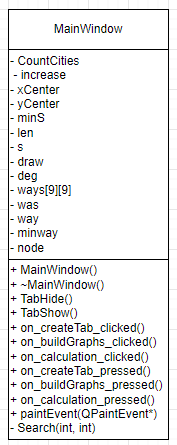 MainWindow
- CountCities
- increase
- xCenter
- yCenter
- minS
- len
- s
- draw
- deg
- ways[9][9]
- was
- way
- minway
- node
+ MainWindow()
+ ~MainWindow()
+ TabHide()
+ TabShow()
+ on_createTab_clicked()
+ on_buildGraphs_clicked()
+ on_calculation_clicked()
+ on_createTab_pressed()
+ on_buildGraphs_pressed()
+ on_calculation_pressed()
+ paintEvent(QPaintEvent*)
- Search(int, int)